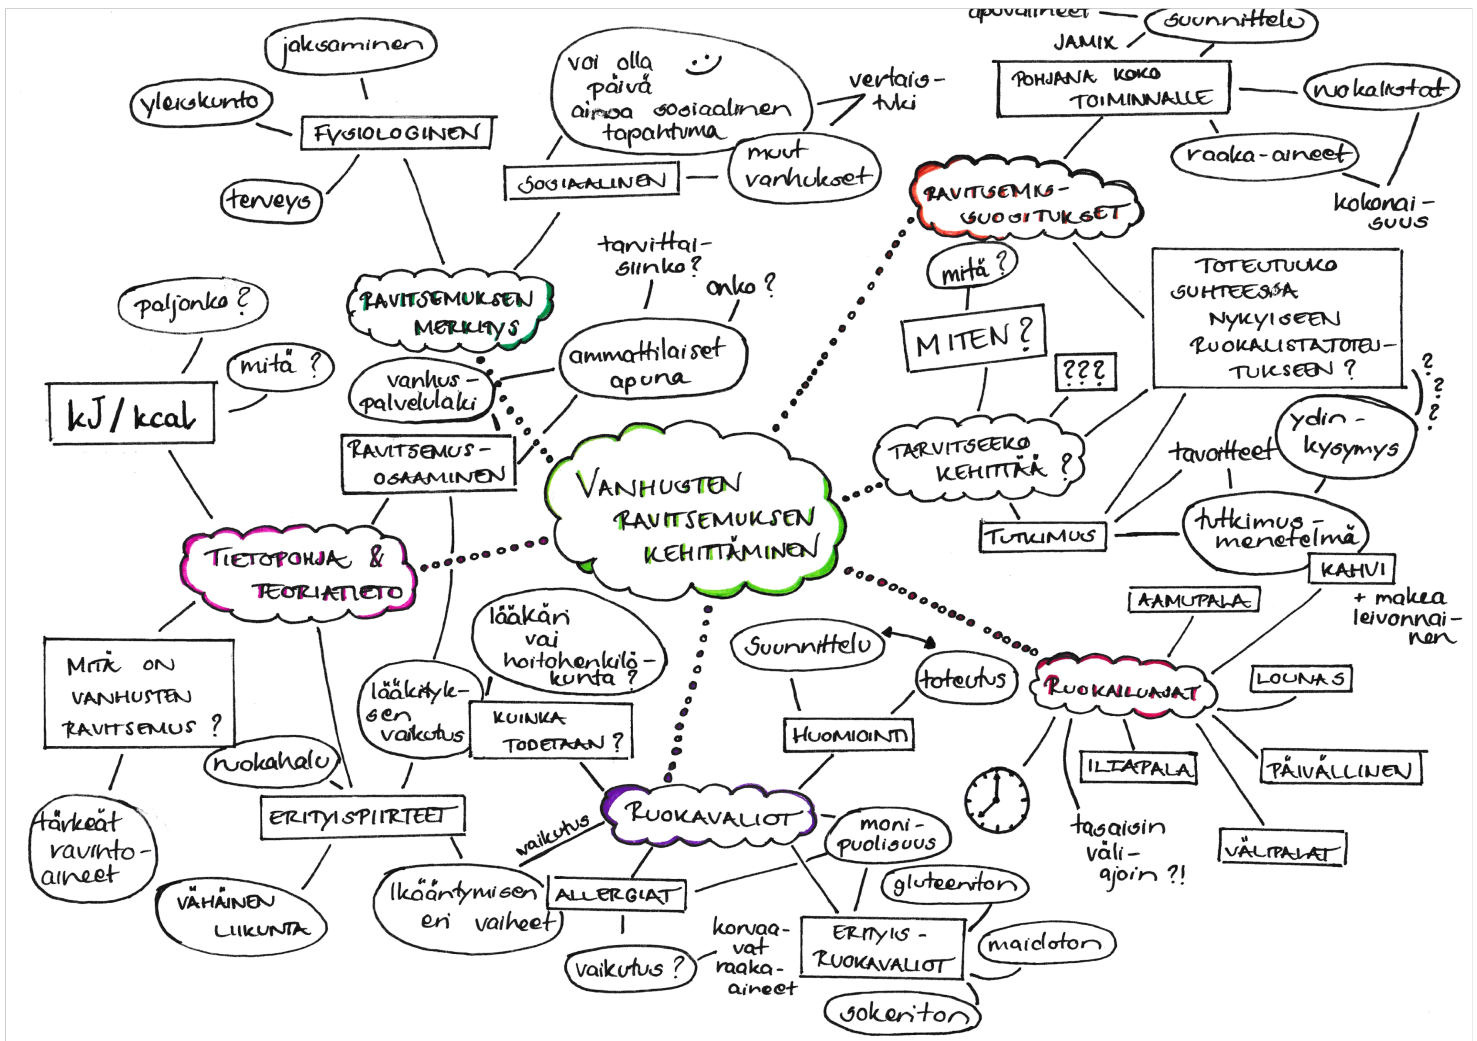 jaksaminen
yleiskunto
FYSIOLOGINEN
terveys
voi olla
päivä
ainoa sosiaalinen
tapahtuma
vertais-
tuki
muut
vanhukset
SOSIAALINEN
RAVITSEMUKSEN
MERKITYS
apuvälineet
suunnittelu
JAMIX
POHJANA KOKO
TOIMINNALLE
ruokalistat
raaka-aineet
kokonai-
suus
RAVITSEMIS-
SUOSITUKSET
mitä?
MITEN?
???
TOTEUTUUKO
SUHTEESSA
NYKYISEEN
RUOKALISTATOTEU-
TUKSEEN?
TARVITSEEKO
KEHITTÄÄ?
TUTKIMUS
tavoitteet
ydin-
kysymys
?
?
?
?
tutkimus-
menetelmä
paljonko?
mitä?
kJ/kcal
tarvittai-
siinko?
onko?
ammattilaiset
apuna
vanhus-
palvelulaki
RAVITSEMUS-
OSAAMINEN
VANHUSTEN
RAVITSEMUKSEN
KEHITTÄMINEN
TIETOPOHJA &
TEORIATIETO
MITÄ ON
VANHUSTEN
RAVITSEMUS?
tärkeät
ravinto-
aineet
ruokahalu
ERITYISPIIRTEET
VÄHÄINEN
LIIKUNTA
lääkityk-
sen
vaikutus
Ikääntymisen
eri vaiheet
vaikutus
lääkäri
vai
hoitohenkilö-
kunta?
KUINKA
TODETAAN?
RUOKAVALIOT
Suunnittelu
toteutus
HUOMIOINTI
moni-
puolisuus
ALLERGIAT
vaikutus?
korvaa-
vat
raaka-
aineet
ERITYIS-
RUOKAVALIOT
gluteeniton
maidoton
sokeriton
KAHVI
+ makea
leivonnai-
nen
AAMUPALA
RUOKAILUAJAT
LOUNAS
ILTAPALA
PÄIVÄLLINEN
VÄLIPALAT
tasaisin
väli-
ajoin?!